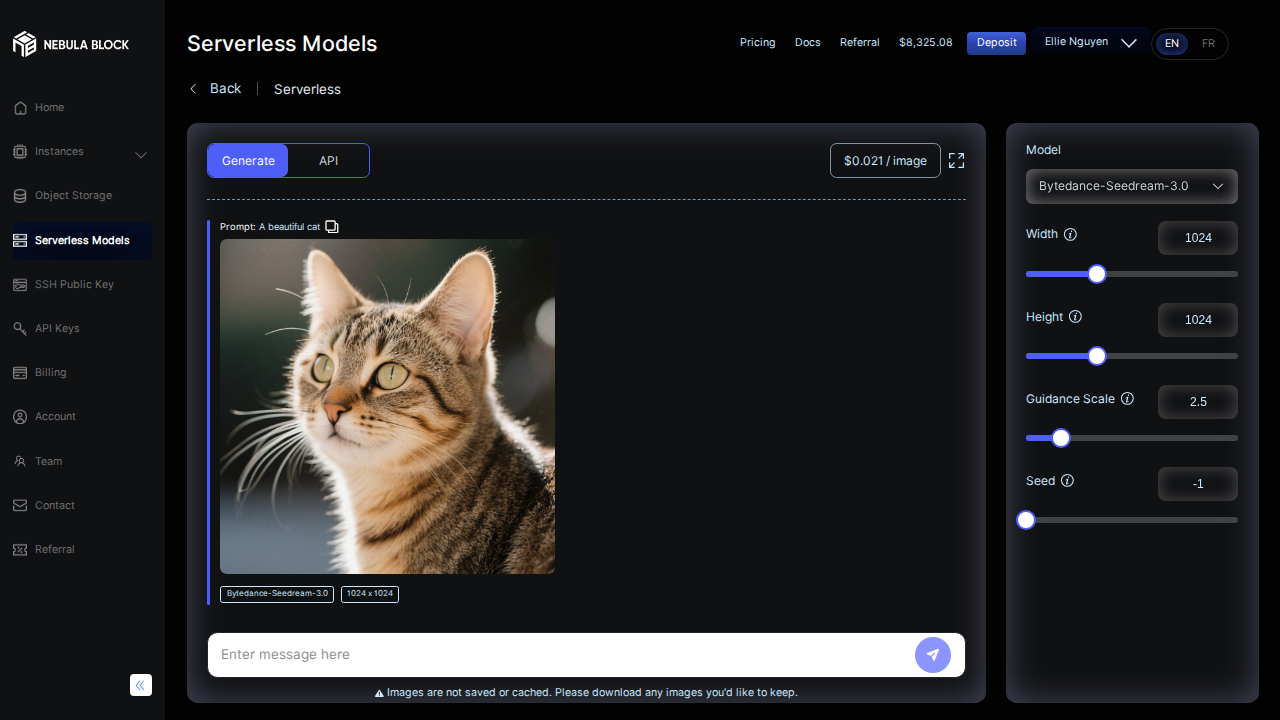 NEBULA BLOCK
Serverless Models
Pricing
Docs
Referral
$8,325.08
Deposit
Ellie Nguyen
EN
FR
Back
Serverless
Home
Instances
Object Storage
Serverless Models
SSH Public Key
API Keys
Billing
Account
Team
Contact
Referral
Generate
API
$0.021 / image
Prompt: A beautiful cat
Bytedance-Seedream-3.0
1024 x 1024
Enter message here
Images are not saved or cached. Please download any images you'd like to keep.
Model
Bytedance-Seedream-3.0
Width
1024
Height
1024
Guidance Scale
2.5
Seed
-1